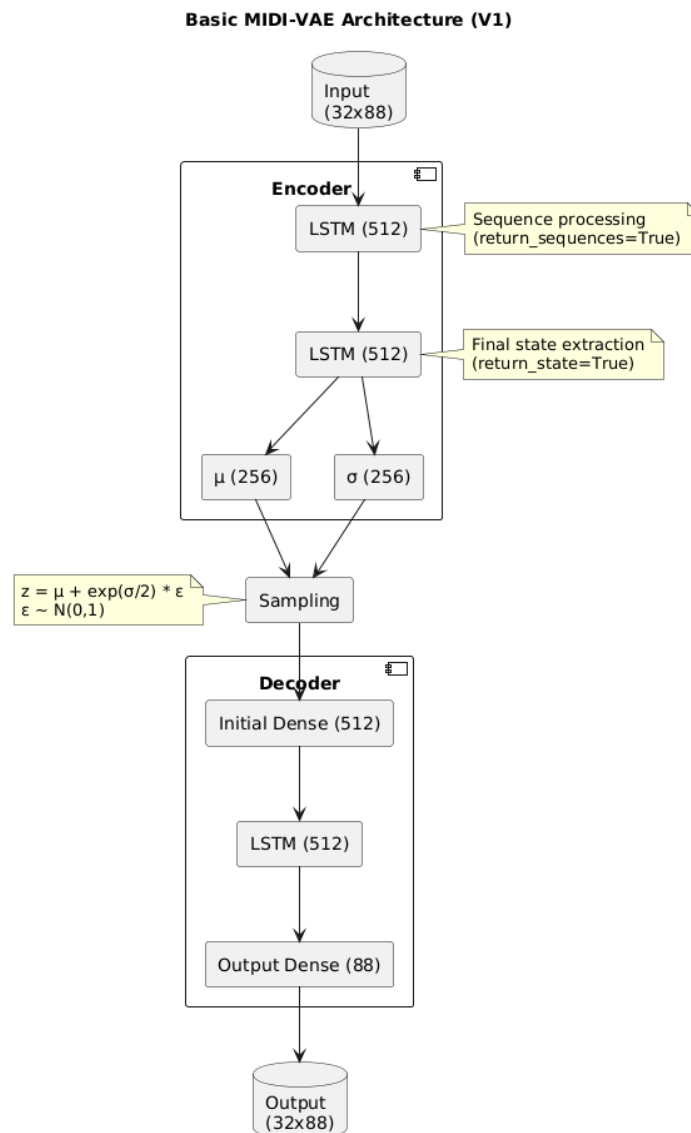 Basic MIDI-VAE Architecture (V1)
Input
(32x88)
Encoder
LSTM (512)
Sequence processing
(return_sequences=True)
LSTM (512)
Final state extraction
(return_state=True)
μ (256)
σ (256)
z = μ + exp(σ/2) * ε
ε ~ N(0,1)
Sampling
Decoder
Initial Dense (512)
LSTM (512)
Output Dense (88)
Output
(32x88)